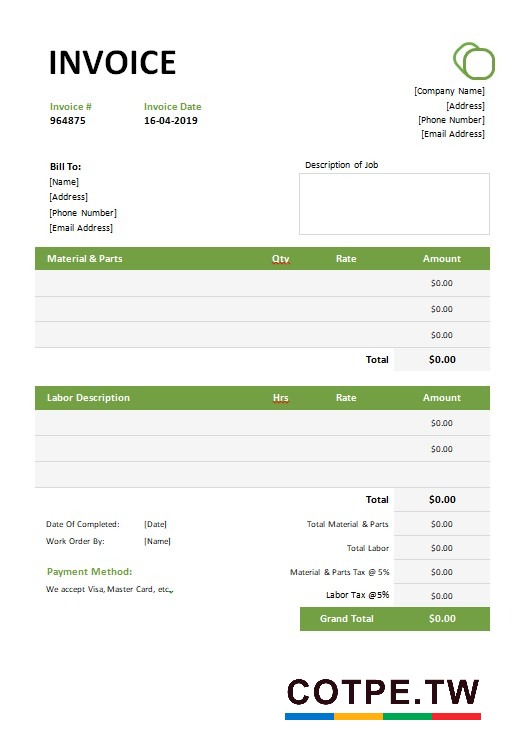 INVOICE
[Company Name]
Invoice # Invoice Date [Address]
964875 16-04-2019 [Phone Number]
[Email Address]
Bill To: Description of Job
[Name]
[Address]
[Phone Number]
[Email Address]
Material & Parts Qty Rate Amount
$0.00
$0.00
$0.00
Total $0.00
Labor Description Hrs Rate Amount
$0.00
$0.00
Total $0.00
Date Of Completed: [Date] Total Material & Parts $0.00
Work Order By: [Name] Total Labor $0.00
Payment Method: Material & Parts Tax @ 5% $0.00
We accept Visa, Master Card, etc., Labor Tax @5% $0.00
Grand Total $0.00
COTPE.TW